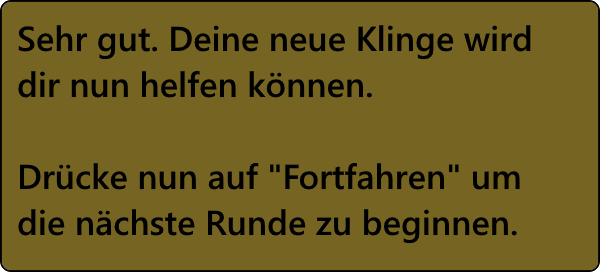 Sehr gut. Deine neue Klinge wird
dir nun helfen können.
Drücke nun auf "Fortfahren" um
die nächste Runde zu beginnen.